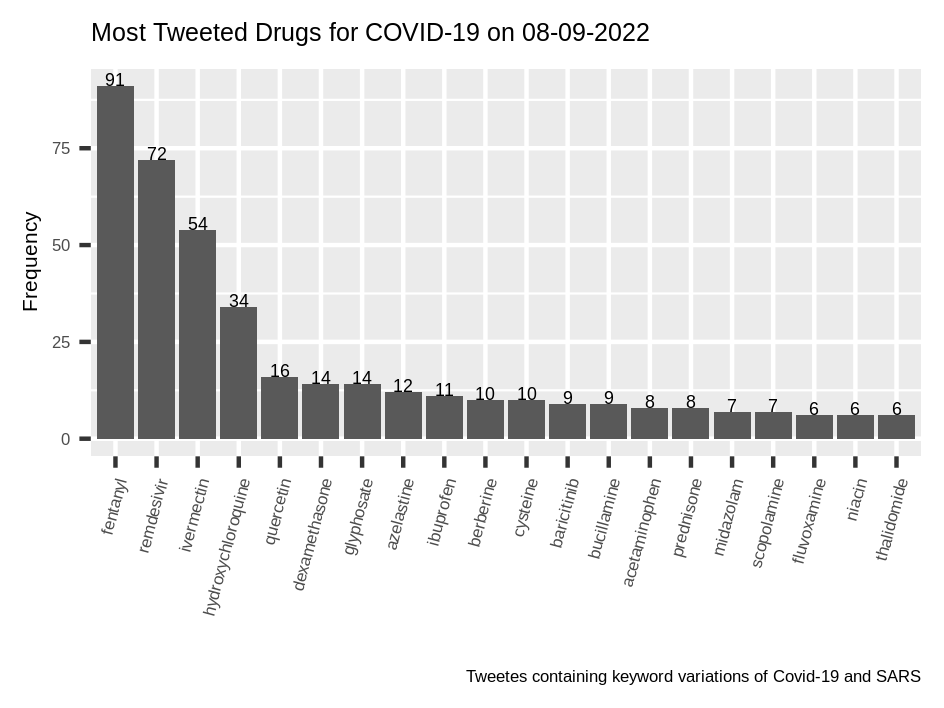 Most Tweeted Drugs for COVID-19 on 08-09-2022
Frequency
75
50
25
0
91
72
54
34
16
14
14
12
11
10
10
9
9
8
8
7
7
6
6
6
fentanyl
remdesivir
ivermectin
hydroxychloroquine
quercetin
dexamethasone
glyphosate
azelastine
ibuprofen
berberine
cysteine
baricitinib
bucillamine
acetaminophen
prednisone
midazolam
scopolamine
fluvoxamine
niacin
thalidomide
Tweetes containing keyword variations of Covid-19 and SARS